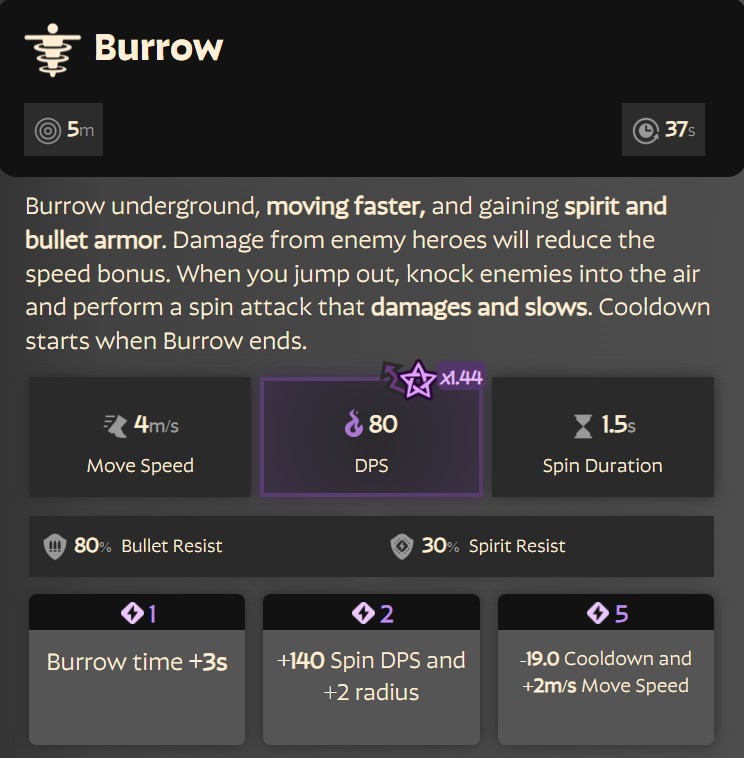 Burrow
5m
37s
Burrow underground, moving faster, and gaining spirit and
bullet armor. Damage from enemy heroes will reduce the
speed bonus. When you jump out, knock enemies into the air
and perform a spin attack that damages and slows. Cooldown
starts when Burrow ends.
x1.44
4m/s
Move Speed
80
DPS
1.5s
Spin Duration
80% Bullet Resist
30% Spirit Resist
1
Burrow time +3s
2
+140 Spin DPS and
+2 radius
5
-19.0 Cooldown and
+2m/s Move Speed